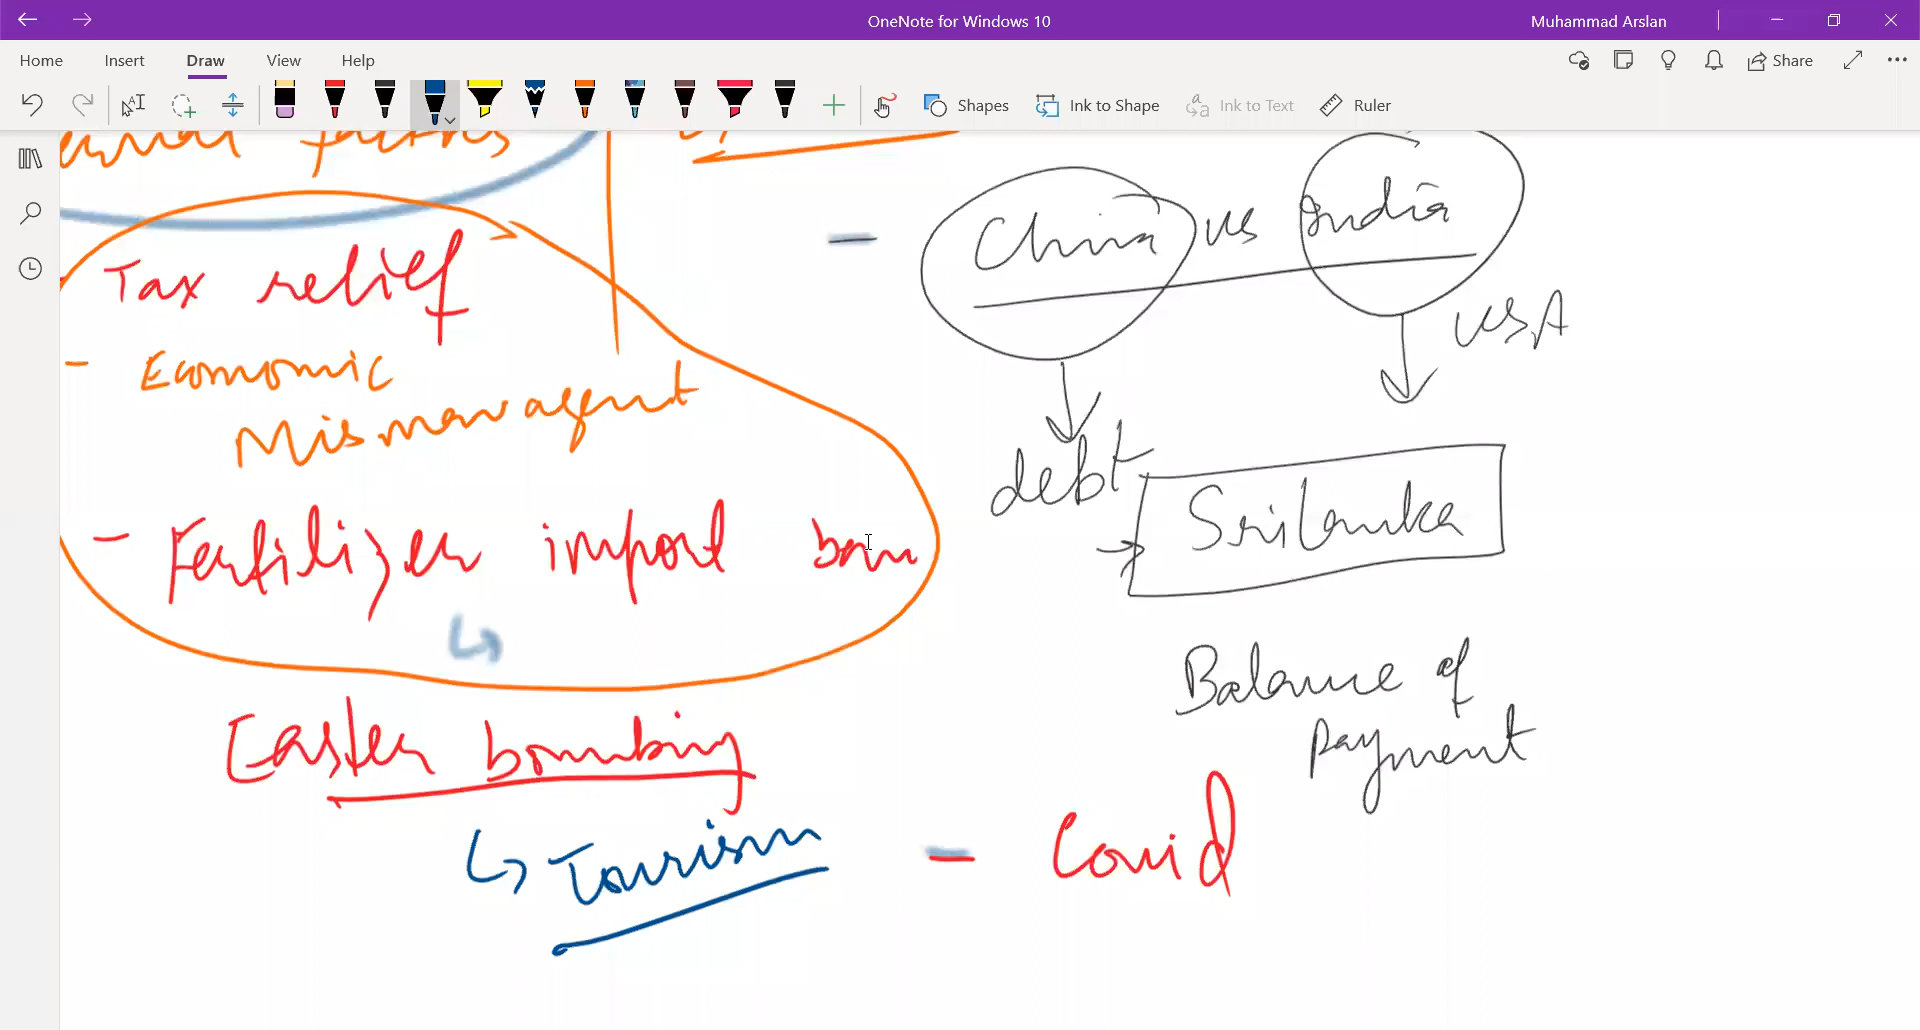 OneNote for Windows 10
Muhammad Arslan
Home Insert Draw View Help
Share
Shapes Ink to Shape Ink to Text Ruler
factors
China vs India
Tax relief
USA
- Economic
Mismanagent
debt
Srilanka
- Fertilizer import ban
Balance of
payment
Easter bombing
↳ Tourism - Covid